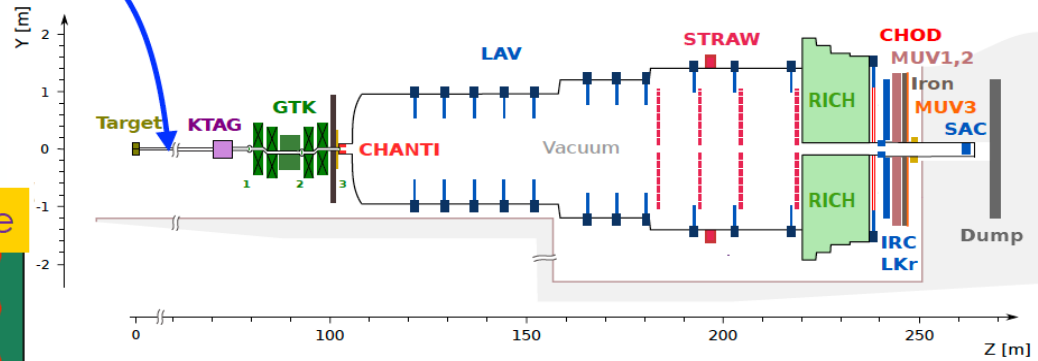 Y [m]
2
1
0
-1
-2
Target
KTAG
GTK
1
2
3
CHANTI
LAV
Vacuum
STRAW
RICH
RICH
CHOD
MUV1,2
Iron
MUV3
SAC
IRC
LKr
Dump
0
100
150
200
250
Z [m]